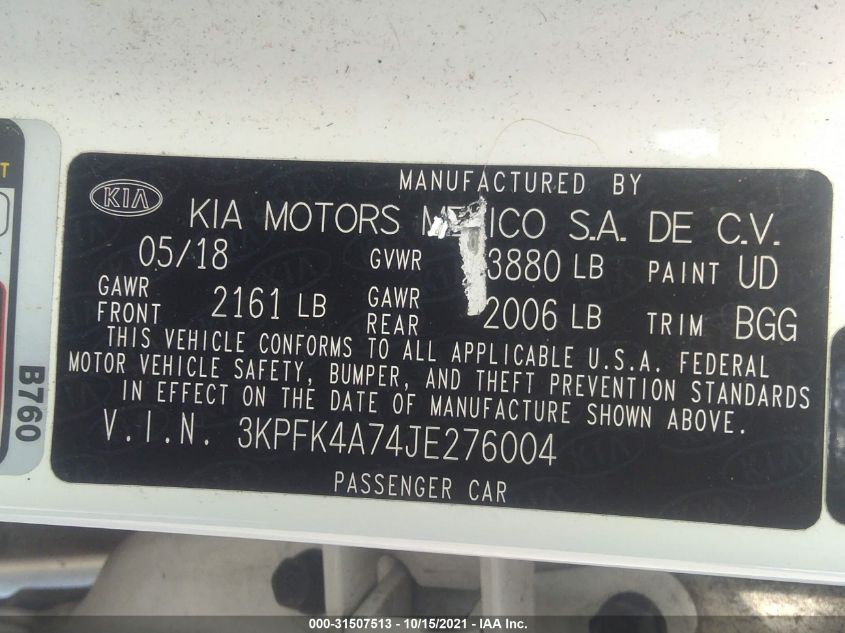 MANUFACTURED BY
KIA KIA MOTORS S.A. DE C.V.
05/18 GVWR 3880 LB PAINT UD
GAWR FRONT 2161 LB GAWR REAR 2006 LB TRIM BGG
THIS VEHICLE CONFORMS TO ALL APPLICABLE U.S.A. FEDERAL
MOTOR VEHICLE SAFETY, BUMPER, AND THEFT PREVENTION STANDARDS
IN EFFECT ON THE DATE OF MANUFACTURE SHOWN ABOVE.
V.I.N. 3KPFK4A74JE276004
PASSENGER CAR
B760
000-31507513 - 10/15/2021 - IAA Inc.